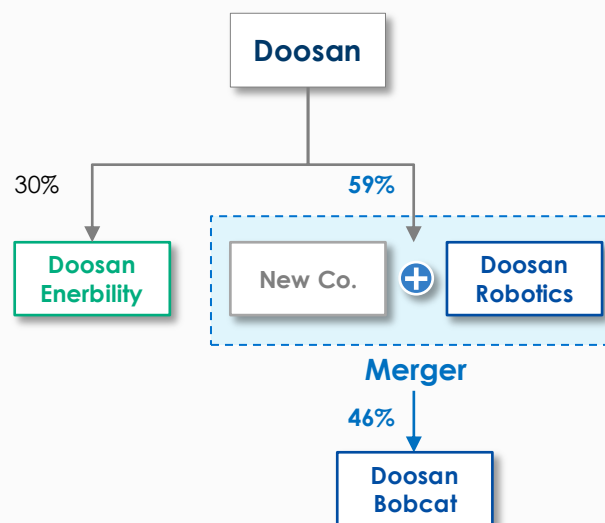 Doosan
30%
59%
Doosan
Enerbility
New Co.
Doosan
Robotics
Merger
46%
Doosan
Bobcat